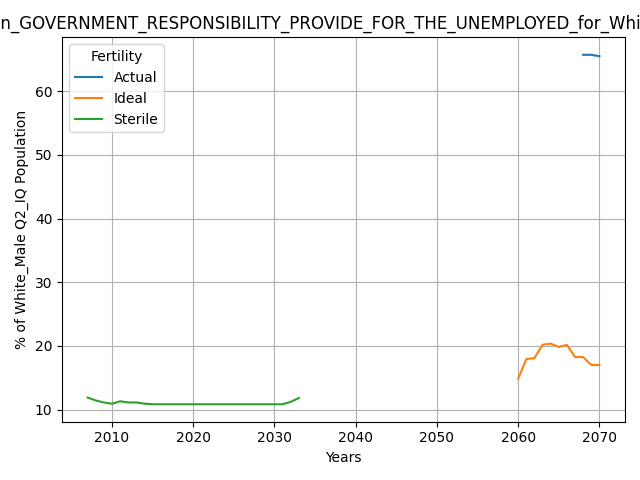 n_GOVERNMENT_RESPONSIBILITY_PROVIDE_FOR_THE_UNEMPLOYED_for_Whi
Fertility
Actual
Ideal
Sterile
% of White_Male Q2_IQ Population
60
50
40
30
20
10
2010 2020 2030 2040 2050 2060 2070
Years